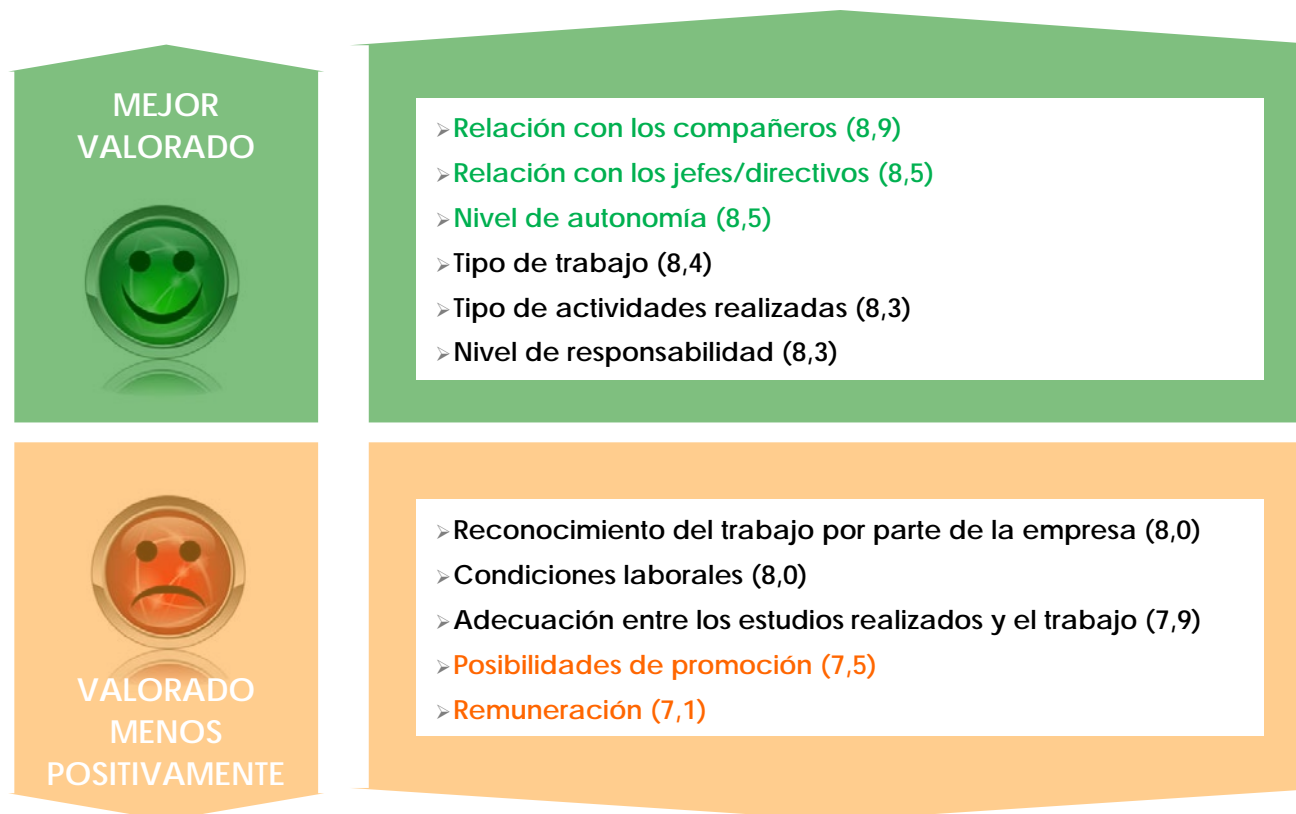 MEJOR
VALORADO
➢Relación con los compañeros (8,9)
➢Relación con los jefes/directivos (8,5)
➢Nivel de autonomía (8,5)
➢Tipo de trabajo (8,4)
➢Tipo de actividades realizadas (8,3)
➢Nivel de responsabilidad (8,3)
➢Reconocimiento del trabajo por parte de la empresa (8,0)
➢Condiciones laborales (8,0)
➢Adecuación entre los estudios realizados y el trabajo (7,9)
➢Posibilidades de promoción (7,5)
➢Remuneración (7,1)
VALORADO
MENOS
POSITIVAMENTE